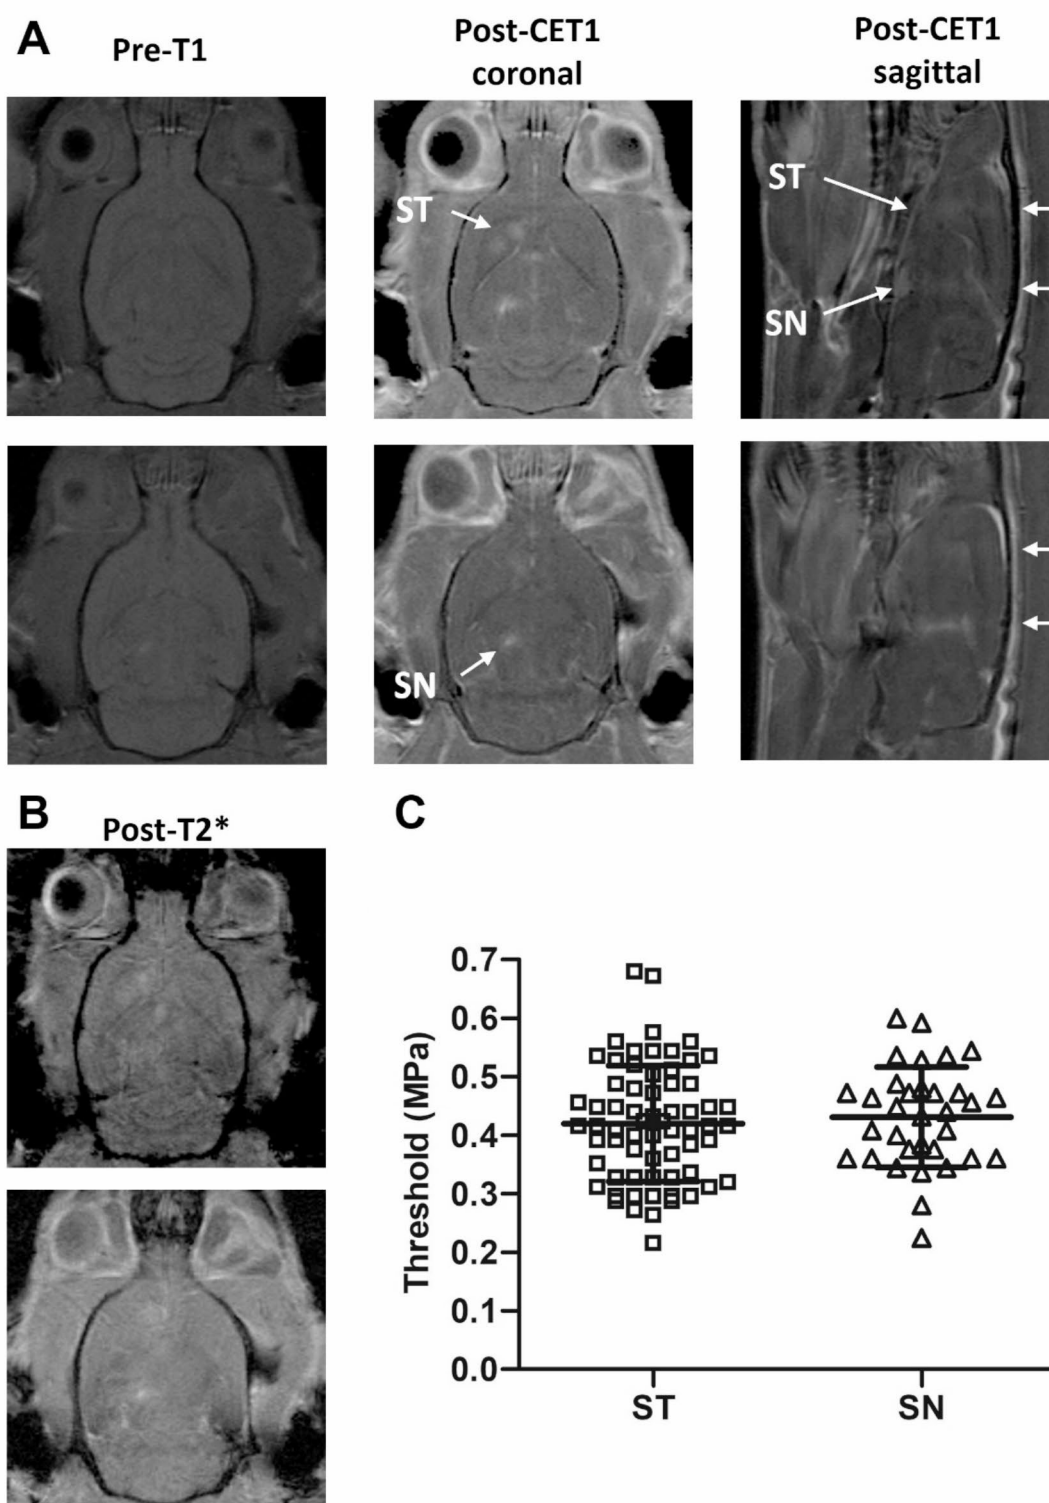 A
Pre-T1
Post-CET1
coronal
Post-CET1
sagittal
ST
ST
SN
SN
B
Post-T2*
C
Threshold (MPa)
0.7
0.6
0.5
0.4
0.3
0.2
0.1
0.0
ST
SN